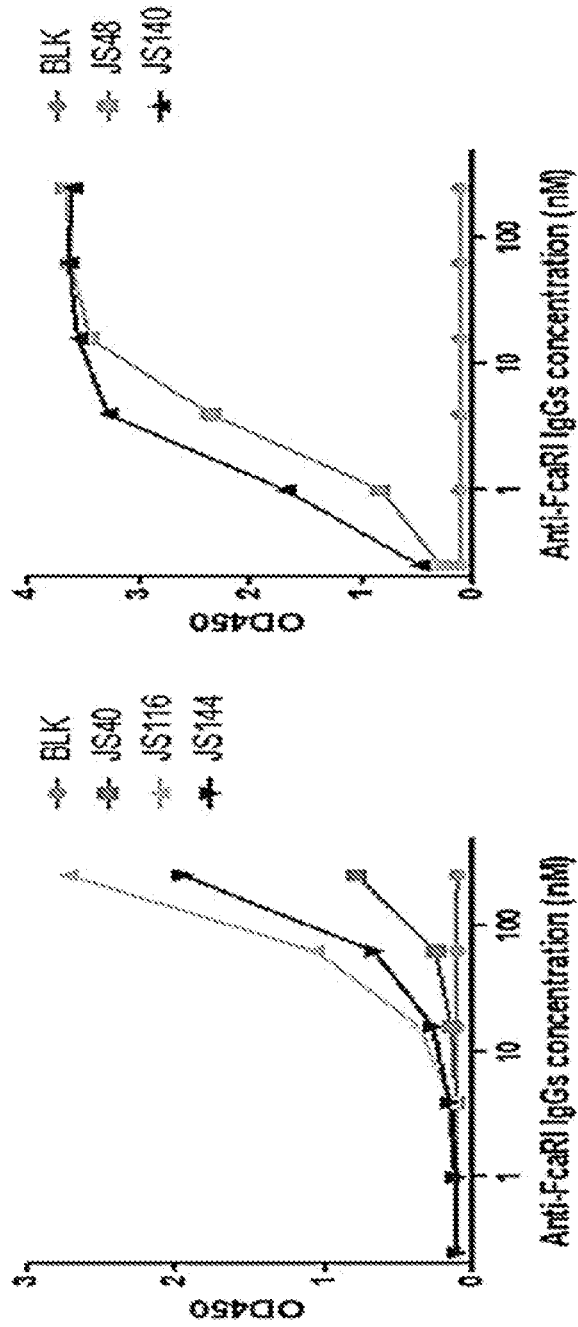 BLK
JS40
JS116
JS144
OD450
3
2
1
0
1
10
100
Anti-FcaRI IgGs concentration (nM)
BLK
JS48
JS140
OD450
4
3
2
1
0
1
10
100
Anti-FcaRI IgGs concentration (nM)